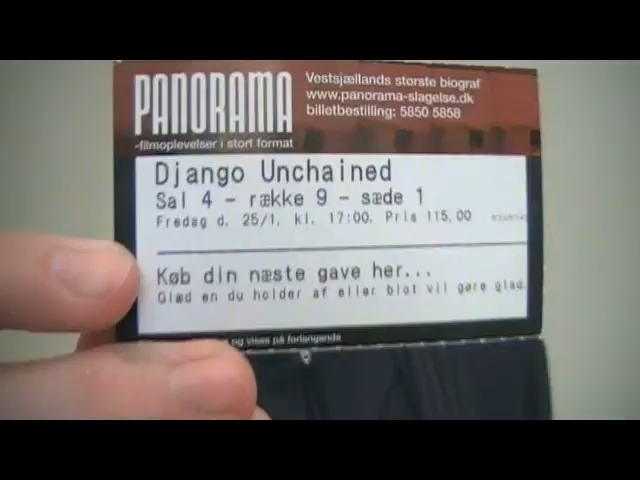 PANORAMA
-filmoplevelser i stort format
Vestsjællands største biograf
www.panorama-slagelse.dk
billetbestilling: 5850 5858
Django Unchained
Sal 4 - række 9 - sæde 1
Fredag d. 25/1, kl. 17:00. Pris 115,00
Køb din næste gave her...
Glæd en du holder af eller blot vil gøre glad.
og vises på forlangende